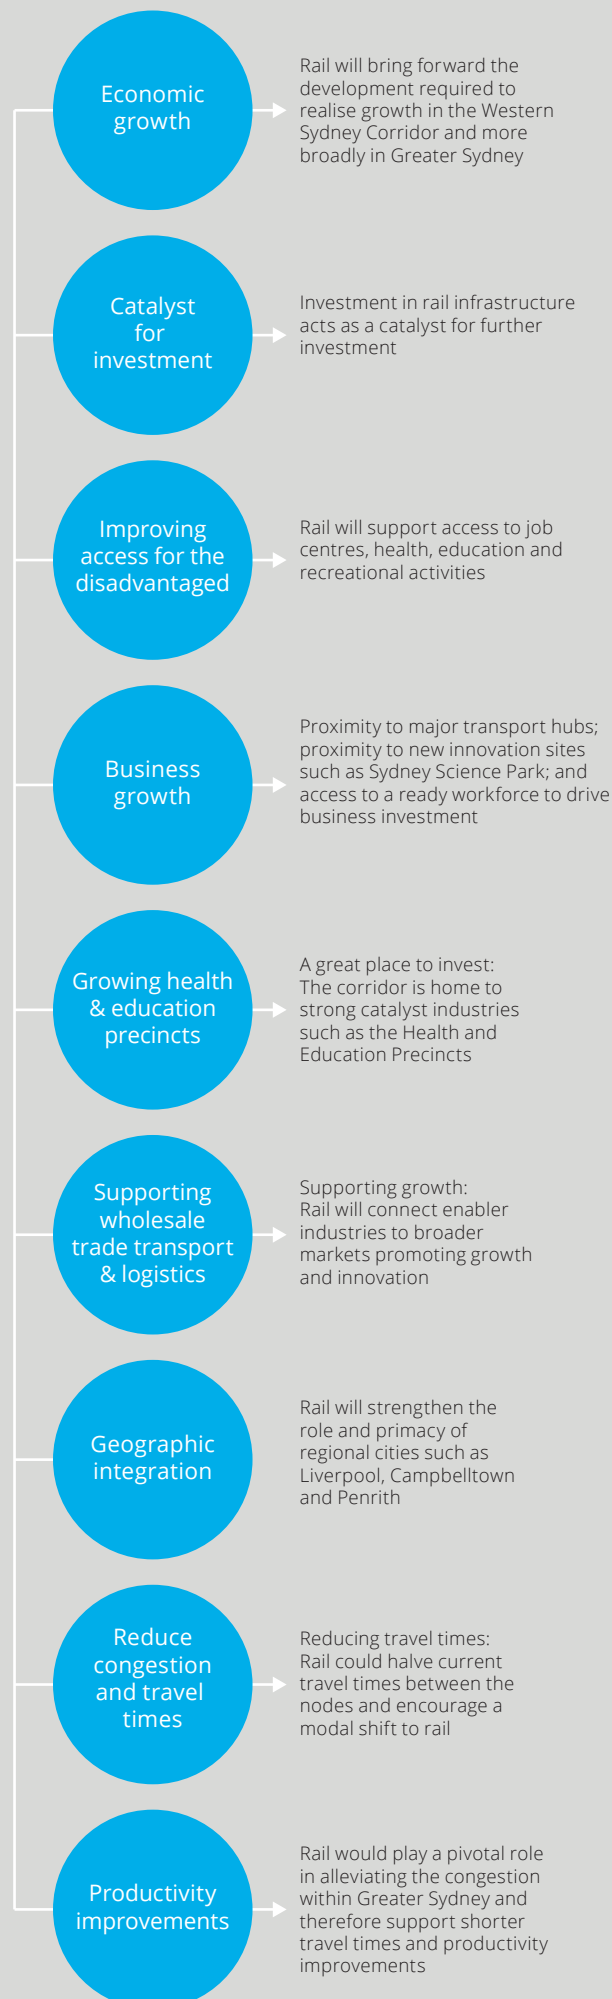 Economic
growth
Rail will bring forward the
development required to
realise growth in the Western
Sydney Corridor and more
broadly in Greater Sydney
Catalyst
for
investment
Investment in rail infrastructure
acts as a catalyst for further
investment
Improving
access for the
disadvantaged
Rail will support access to job
centres, health, education and
recreational activities
Business
growth
Proximity to major transport hubs;
proximity to new innovation sites
such as Sydney Science Park; and
access to a ready workforce to drive
business investment
Growing health
& education
precincts
A great place to invest:
The corridor is home to
strong catalyst industries
such as the Health and
Education Precincts
Supporting
wholesale
trade transport
& logistics
Supporting growth:
Rail will connect enabler
industries to broader
markets promoting growth
and innovation
Geographic
integration
Rail will strengthen the
role and primacy of
regional cities such as
Liverpool, Campbelltown
and Penrith
Reduce
congestion
and travel
times
Reducing travel times:
Rail could halve current
travel times between the
nodes and encourage a
modal shift to rail
Productivity
improvements
Rail would play a pivotal role
in alleviating the congestion
within Greater Sydney and
therefore support shorter
travel times and productivity
improvements